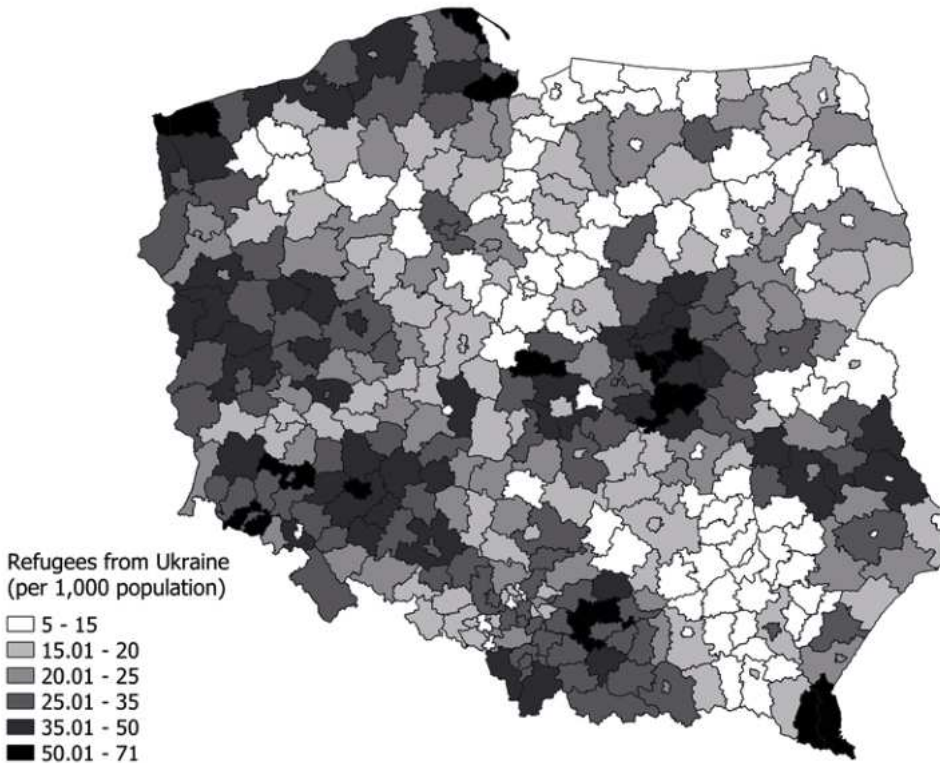 Refugees from Ukraine
(per 1,000 population)
5 - 15
15.01 - 20
20.01 - 25
25.01 - 35
35.01 - 50
50.01 - 71